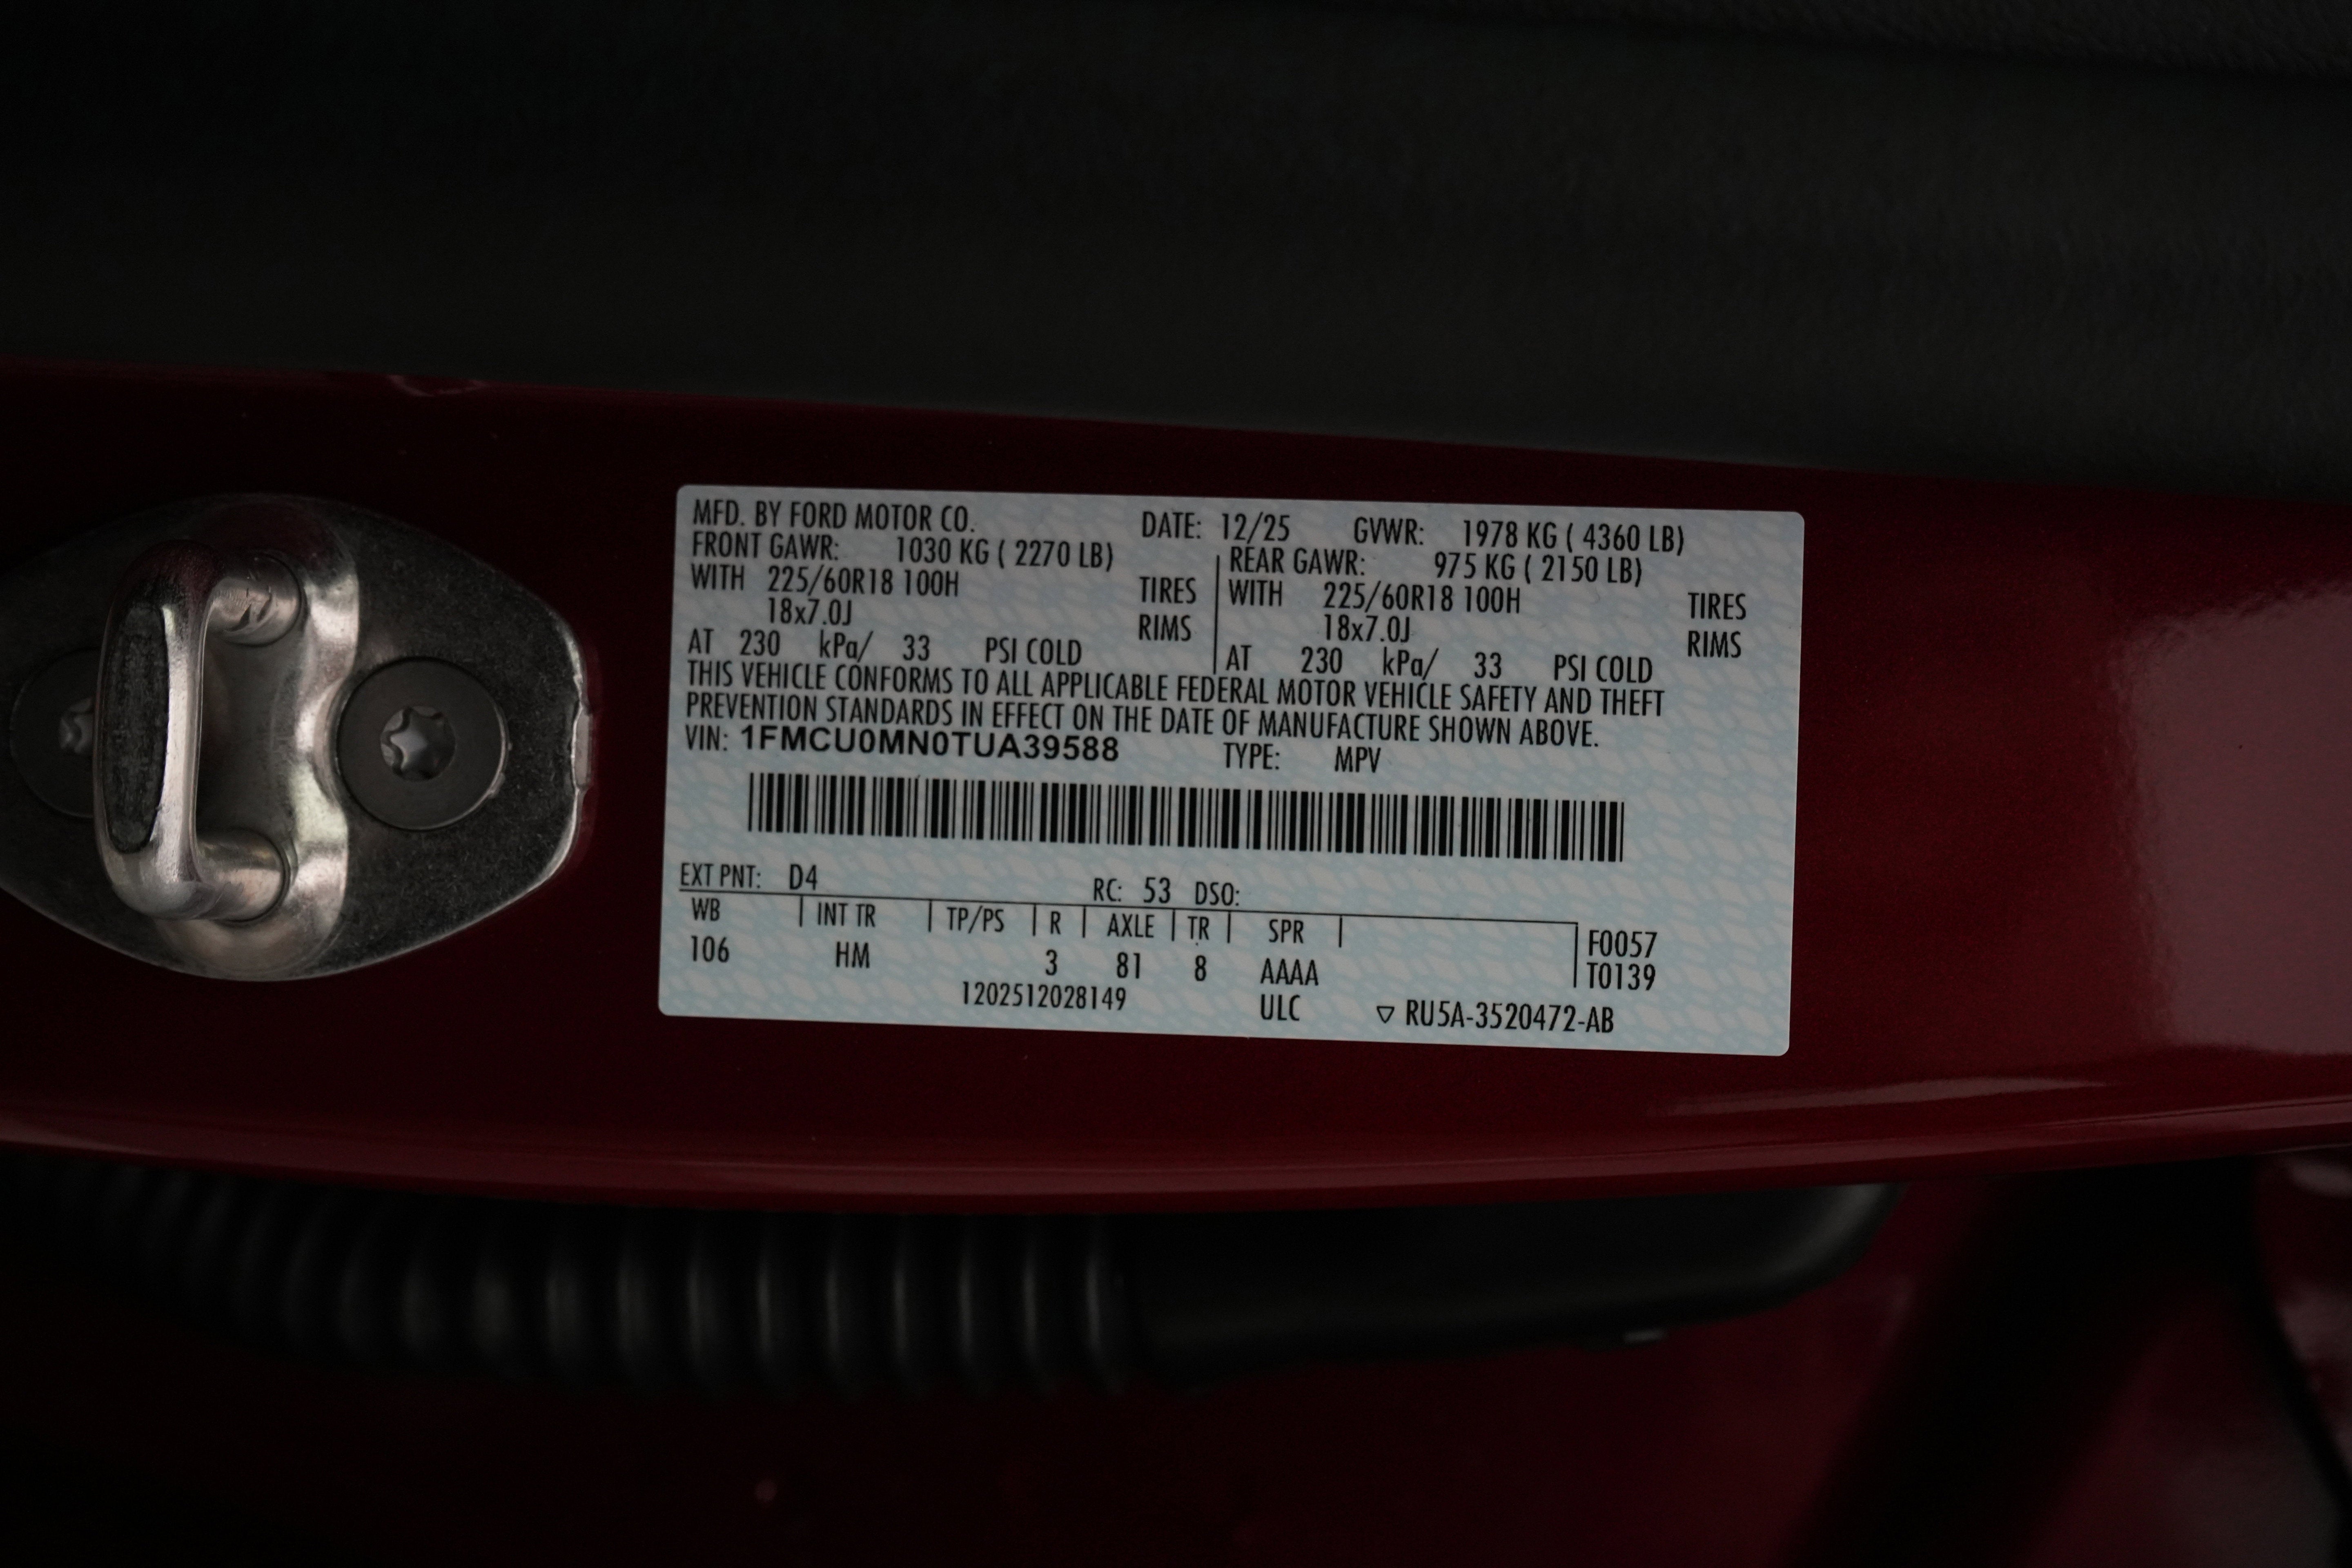 MFD. BY FORD MOTOR CO. DATE: 12/25 GVWR: 1978 KG ( 4360 LB)
FRONT GAWR: 1030 KG ( 2270 LB) REAR GAWR: 975 KG ( 2150 LB)
WITH 225/60R18 100H TIRES WITH 225/60R18 100H TIRES
18x7.0J RIMS 18x7.0J RIMS
AT 230 kPa/ 33 PSI COLD AT 230 kPa/ 33 PSI COLD
THIS VEHICLE CONFORMS TO ALL APPLICABLE FEDERAL MOTOR VEHICLE SAFETY AND THEFT
PREVENTION STANDARDS IN EFFECT ON THE DATE OF MANUFACTURE SHOWN ABOVE.
VIN: 1FMCU0MN0TUA39588 TYPE: MPV
EXT PNT: D4 RC: 53 DSO:
WB INT TR TP/PS R AXLE TR SPR F0057
106 HM 3 81 8 AAAA T0139
1202512028149 ULC ▽ RU5A-3520472-AB